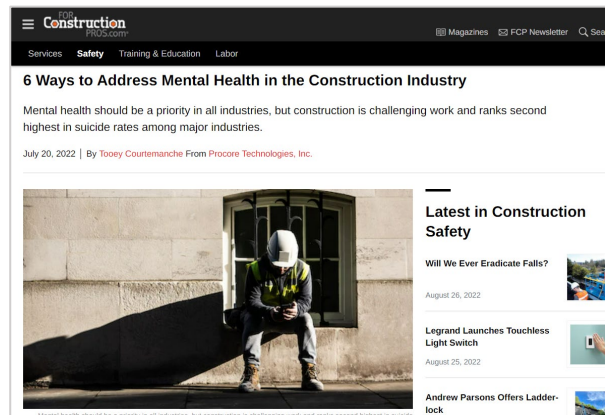 FOR
Construction
PROS.com
Magazines
FCP Newsletter
Services
Safety
Training & Education
Labor
6 Ways to Address Mental Health in the Construction Industry
Mental health should be a priority in all industries, but construction is challenging work and ranks second
highest in suicide rates among major industries.
July 20, 2022 | By Tooey Courtemanche From Procore Technologies, Inc.
Latest in Construction
Safety
Will We Ever Eradicate Falls?
August 26, 2022
Legrand Launches Touchless
Light Switch
August 25, 2022
Andrew Parsons Offers Ladder-
lock